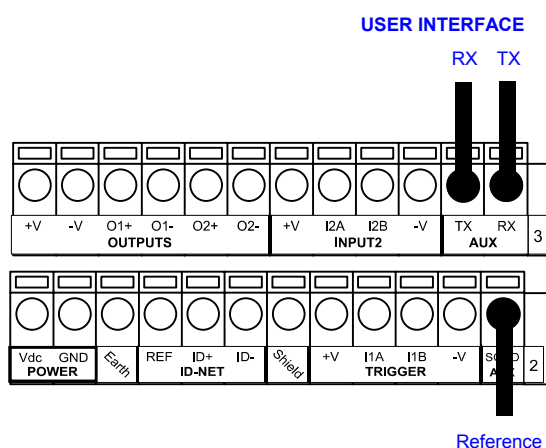 USER INTERFACE
RX TX
+V -V O1+ O1- O2+ O2- +V I2A I2B -V TX RX
OUTPUTS INPUT2 AUX 3
Vdc GND Earth REF ID+ ID- Shield +V I1A I1B -V
POWER ID-NET TRIGGER 2
Reference